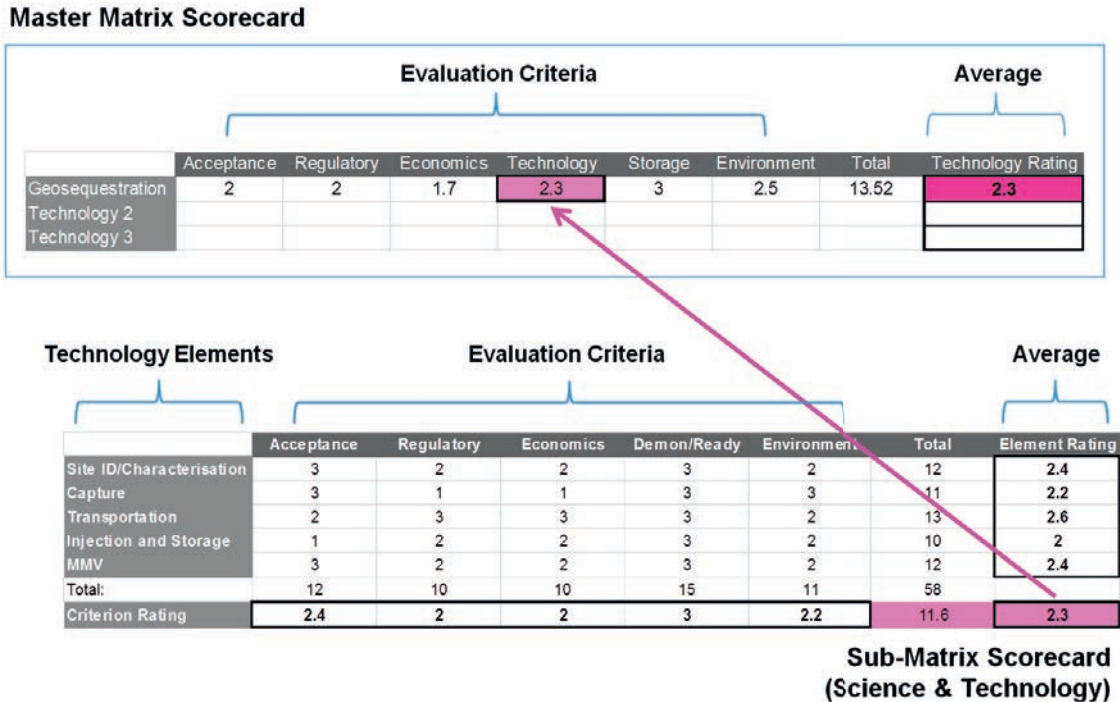 Master Matrix Scorecard
Evaluation Criteria Average
Acceptance Regulatory Economics Technology Storage Environment Total Technology Rating
Geosequestration 2 2 1.7 2.3 3 2.5 13.52 2.3
Technology 2
Technology 3
Technology Elements Evaluation Criteria Average
Acceptance Regulatory Economics Demon/Ready Environment Total Element Rating
Site ID/Characterisation 3 2 2 3 2 12 2.4
Capture 3 1 1 3 3 11 2.2
Transportation 2 3 3 3 2 13 2.6
Injection and Storage 1 2 2 3 2 10 2
MMV 3 2 2 3 2 12 2.4
Total: 12 10 10 15 11 58
Criterion Rating 2.4 2 2 3 2.2 11.6 2.3
Sub-Matrix Scorecard
(Science & Technology)